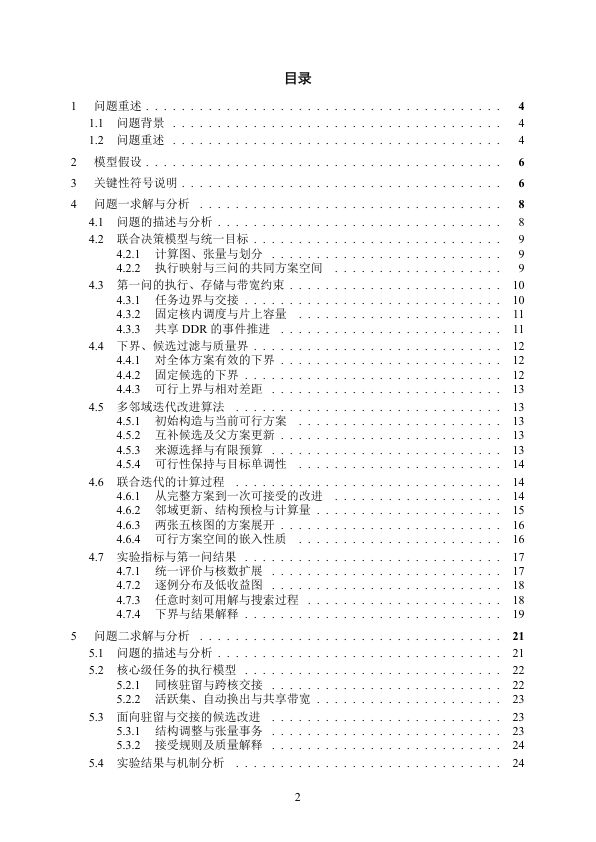 目录
1 问题重述 . . . . . . . . . . . . . . . . . . . . . . . . . . . . . . . . . . . . . . . . 4
1.1 问题背景 . . . . . . . . . . . . . . . . . . . . . . . . . . . . . . . . . . . . . 4
1.2 问题重述 . . . . . . . . . . . . . . . . . . . . . . . . . . . . . . . . . . . . . 4
2 模型假设 . . . . . . . . . . . . . . . . . . . . . . . . . . . . . . . . . . . . . . . . 6
3 关键性符号说明 . . . . . . . . . . . . . . . . . . . . . . . . . . . . . . . . . . . . 6
4 问题一求解与分析 . . . . . . . . . . . . . . . . . . . . . . . . . . . . . . . . . . 8
4.1 问题的描述与分析 . . . . . . . . . . . . . . . . . . . . . . . . . . . . . . . . 8
4.2 联合决策模型与统一目标 . . . . . . . . . . . . . . . . . . . . . . . . . . . . 9
4.2.1 计算图、张量与划分 . . . . . . . . . . . . . . . . . . . . . . . . . . 9
4.2.2 执行映射与三问的共同方案空间 . . . . . . . . . . . . . . . . . . . 9
4.3 第一问的执行、存储与带宽约束 . . . . . . . . . . . . . . . . . . . . . . . . 10
4.3.1 任务边界与交接 . . . . . . . . . . . . . . . . . . . . . . . . . . . . . 10
4.3.2 固定核内调度与片上容量 . . . . . . . . . . . . . . . . . . . . . . . 11
4.3.3 共享 DDR 的事件推进 . . . . . . . . . . . . . . . . . . . . . . . . . 11
4.4 下界、候选过滤与质量界 . . . . . . . . . . . . . . . . . . . . . . . . . . . . 12
4.4.1 对全体方案有效的下界 . . . . . . . . . . . . . . . . . . . . . . . . . 12
4.4.2 固定候选的下界 . . . . . . . . . . . . . . . . . . . . . . . . . . . . . 12
4.4.3 可行上界与相对差距 . . . . . . . . . . . . . . . . . . . . . . . . . . 13
4.5 多邻域迭代改进算法 . . . . . . . . . . . . . . . . . . . . . . . . . . . . . . 13
4.5.1 初始构造与当前可行方案 . . . . . . . . . . . . . . . . . . . . . . . 13
4.5.2 互补候选及父方案更新 . . . . . . . . . . . . . . . . . . . . . . . . . 13
4.5.3 来源选择与有限预算 . . . . . . . . . . . . . . . . . . . . . . . . . . 13
4.5.4 可行性保持与目标单调性 . . . . . . . . . . . . . . . . . . . . . . . 14
4.6 联合迭代的计算过程 . . . . . . . . . . . . . . . . . . . . . . . . . . . . . . 14
4.6.1 从完整方案到一次可接受的改进 . . . . . . . . . . . . . . . . . . . 14
4.6.2 邻域更新、结构预检与计算量 . . . . . . . . . . . . . . . . . . . . . 15
4.6.3 两张五核图的方案展开 . . . . . . . . . . . . . . . . . . . . . . . . . 16
4.6.4 可行方案空间的嵌入性质 . . . . . . . . . . . . . . . . . . . . . . . 16
4.7 实验指标与第一问结果 . . . . . . . . . . . . . . . . . . . . . . . . . . . . . 17
4.7.1 统一评价与核数扩展 . . . . . . . . . . . . . . . . . . . . . . . . . . 17
4.7.2 逐例分布及低收益图 . . . . . . . . . . . . . . . . . . . . . . . . . . 18
4.7.3 任意时刻可用解与搜索过程 . . . . . . . . . . . . . . . . . . . . . . 18
4.7.4 下界与结果解释 . . . . . . . . . . . . . . . . . . . . . . . . . . . . . 19
5 问题二求解与分析 . . . . . . . . . . . . . . . . . . . . . . . . . . . . . . . . . . 21
5.1 问题的描述与分析 . . . . . . . . . . . . . . . . . . . . . . . . . . . . . . . . 21
5.2 核心级任务的执行模型 . . . . . . . . . . . . . . . . . . . . . . . . . . . . . 22
5.2.1 同核驻留与跨核交接 . . . . . . . . . . . . . . . . . . . . . . . . . . 22
5.2.2 活跃集、自动换出与共享带宽 . . . . . . . . . . . . . . . . . . . . . 23
5.3 面向驻留与交接的候选改进 . . . . . . . . . . . . . . . . . . . . . . . . . . 23
5.3.1 结构调整与张量事务 . . . . . . . . . . . . . . . . . . . . . . . . . . 23
5.3.2 接受规则及质量解释 . . . . . . . . . . . . . . . . . . . . . . . . . . 24
5.4 实验结果与机制分析 . . . . . . . . . . . . . . . . . . . . . . . . . . . . . . 24
2